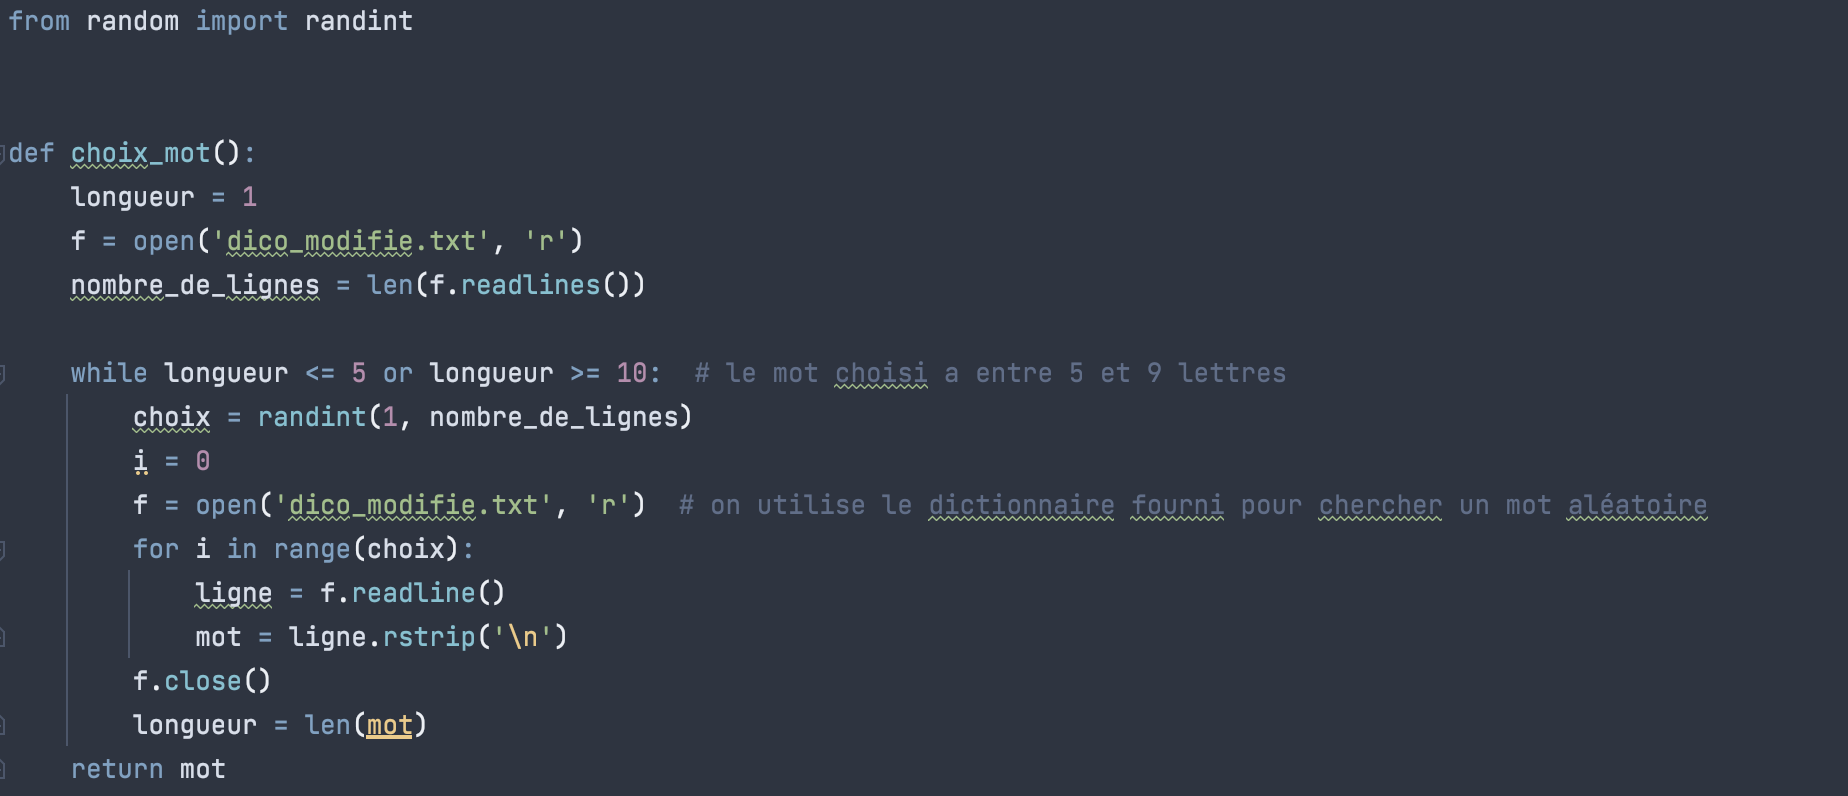 from random import randint
def choix_mot():
    longueur = 1
    f = open('dico_modifie.txt', 'r')
    nombre_de_lignes = len(f.readlines())
    while longueur <= 5 or longueur >= 10:  # le mot choisi a entre 5 et 9 lettres
        choix = randint(1, nombre_de_lignes)
        i = 0
        f = open('dico_modifie.txt', 'r')  # on utilise le dictionnaire fourni pour chercher un mot aléatoire
        for i in range(choix):
            ligne = f.readline()
            mot = ligne.rstrip('\n')
        f.close()
        longueur = len(mot)
    return mot